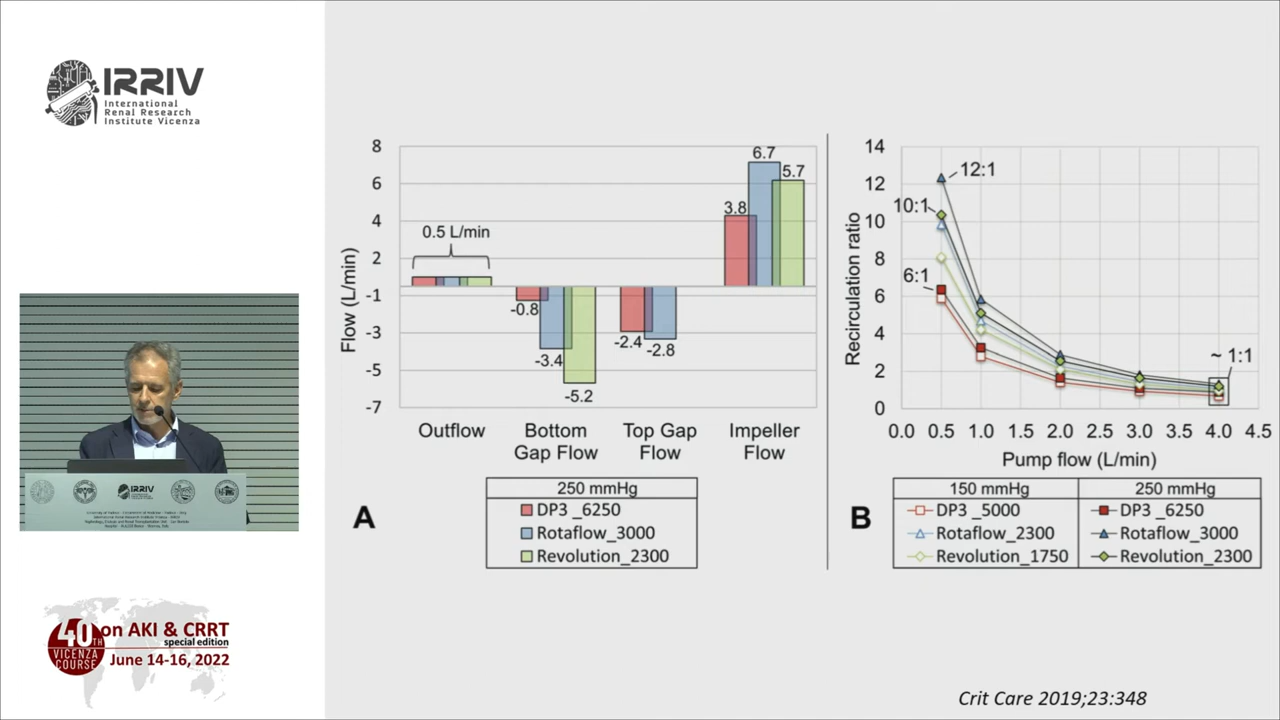 IRRIV
International
Renal Research
Institute Vicenza
8
6
4
2
-1
-3
-5
-7
Flow (L/min)
0.5 L/min
-0.8
-3.4
-5.2
-2.4
-2.8
3.8
6.7
5.7
Outflow
Bottom
Gap Flow
Top Gap
Flow
Impeller
Flow
A
250 mmHg
DP3 _6250
Rotaflow_3000
Revolution_2300
14
12
10
8
6
4
2
0
Recirculation ratio
12:1
10:1
6:1
~ 1:1
0.0 0.5 1.0 1.5 2.0 2.5 3.0 3.5 4.0 4.5
Pump flow (L/min)
B
150 mmHg 250 mmHg
DP3 _5000 DP3 _6250
Rotaflow_2300 Rotaflow_3000
Revolution_1750 Revolution_2300
IRRIV
40TH
VICENZA
COURSE
on AKI & CRRT
special edition
June 14-16, 2022
Crit Care 2019;23:348